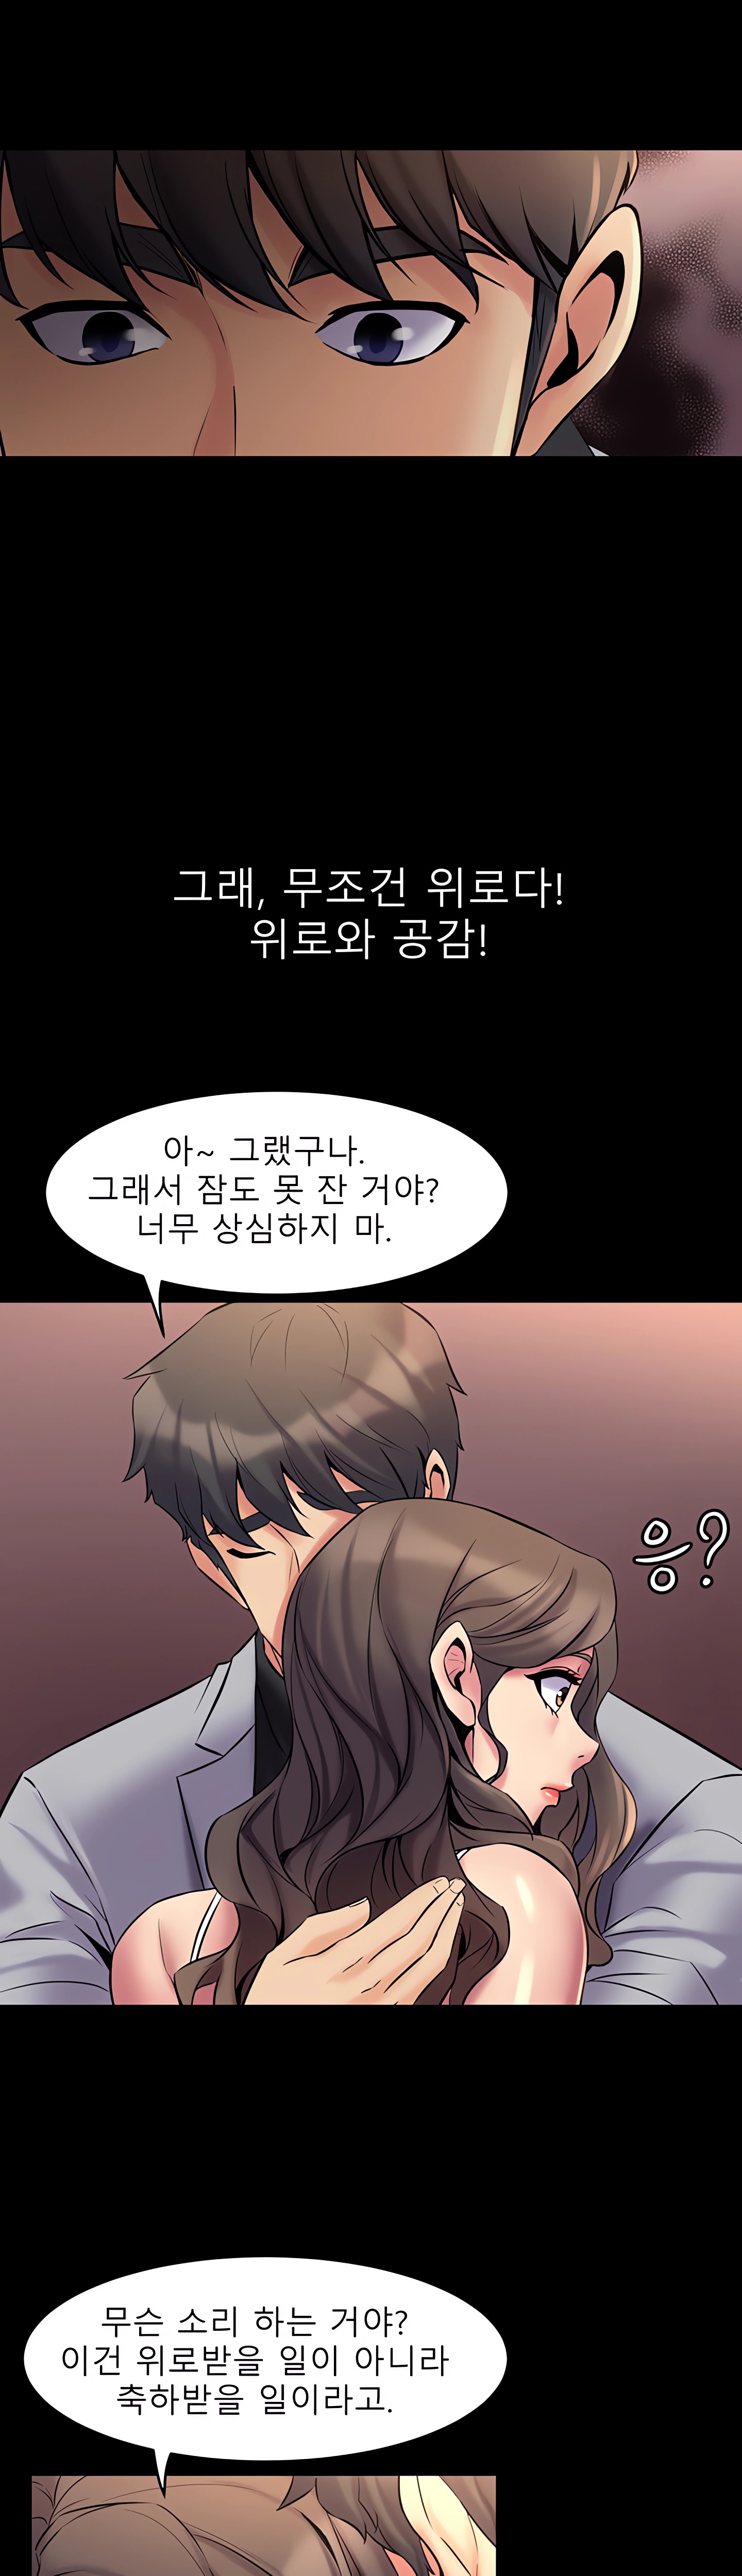 그래, 무조건 위로다!
위로와 공감!
아~ 그랬구나.
그래서 잠도 못 잔 거야?
너무 상심하지 마.
응?
무슨 소리 하는 거야?
이건 위로받을 일이 아니라
축하받을 일이라고.